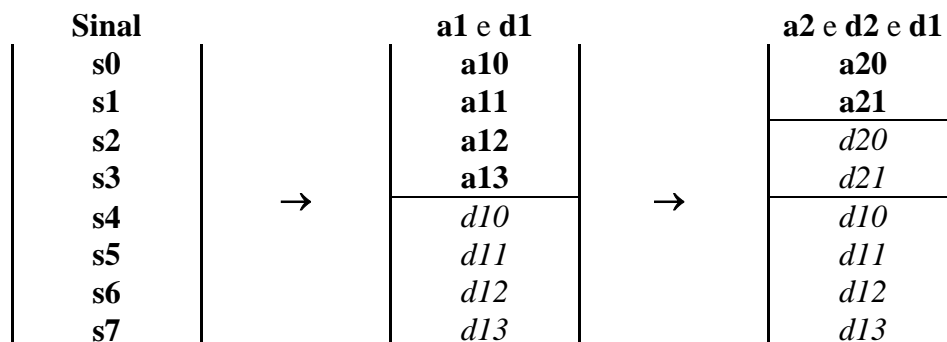 Sinal a1 e d1 a2 e d2 e d1
s0 a10 a20
s1 a11 a21
s2 a12 d20
s3 a13 d21
→ →
s4 d10 d10
s5 d11 d11
s6 d12 d12
s7 d13 d13